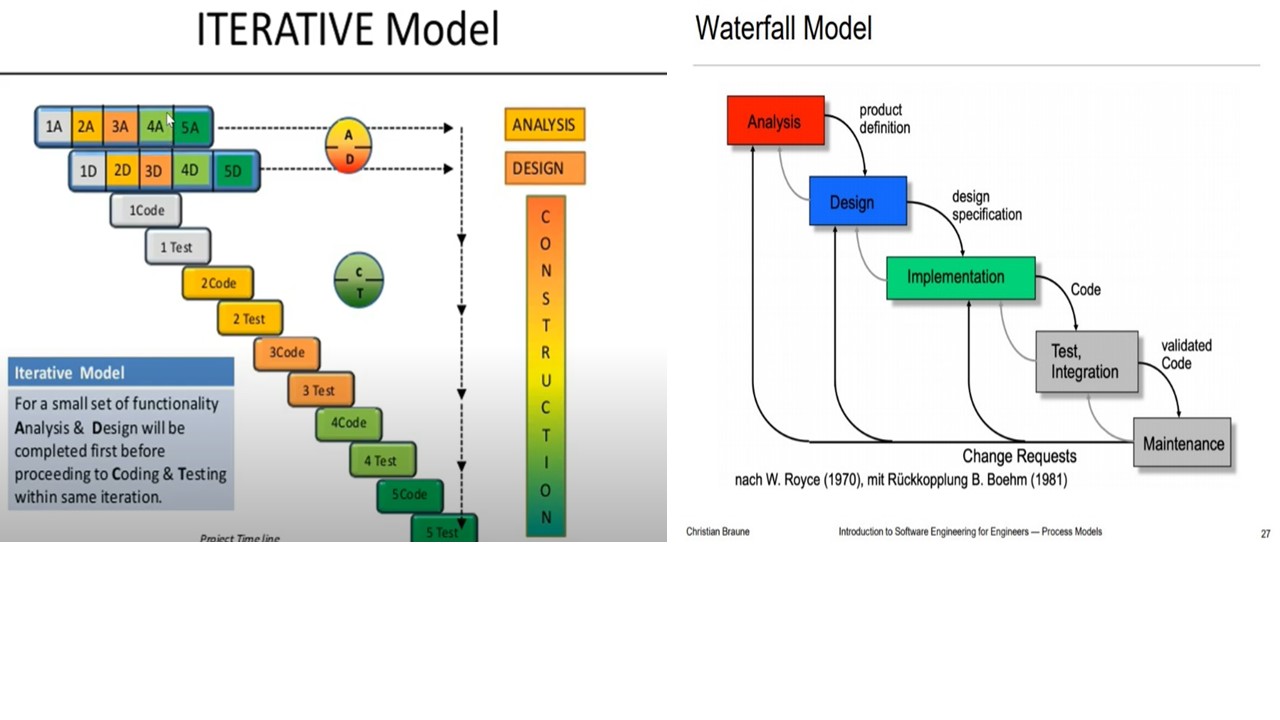 ITERATIVE Model
1A 2A 3A 4A 5A
1D 2D 3D 4D 5D
1Code
1 Test
2Code
2 Test
3Code
3 Test
4Code
4 Test
5Code
5 Test
A
D
C
T
ANALYSIS
DESIGN
C
O
N
S
T
R
U
C
T
I
O
N
Iterative Model
For a small set of functionality
Analysis & Design will be
completed first before
proceeding to Coding & Testing
within same iteration.
Project Time line
Waterfall Model
Analysis
product
definition
Design
design
specification
Implementation
Code
Test,
Integration
validated
Code
Maintenance
Change Requests
nach W. Royce (1970), mit Rückkopplung B. Boehm (1981)
Christian Braune
Introduction to Software Engineering for Engineers — Process Models
27